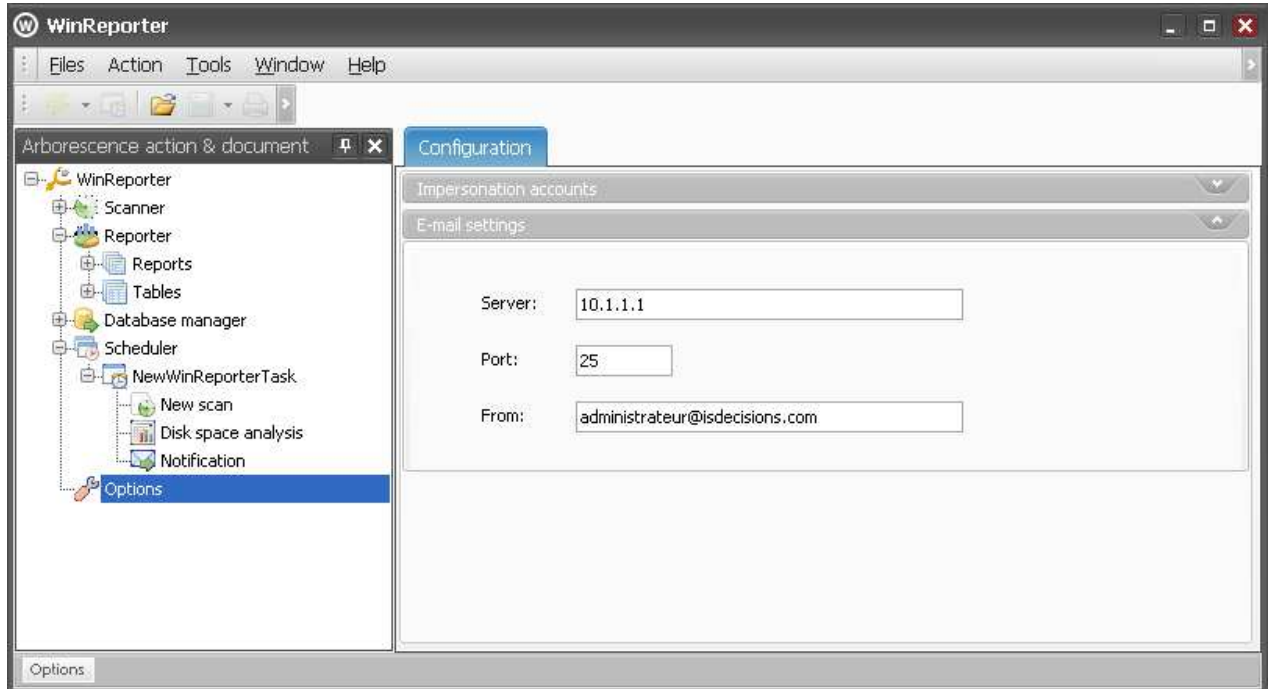 WinReporter
Files Action Tools Window Help
Arborescence action & document
WinReporter
Scanner
Reporter
Reports
Tables
Database manager
Scheduler
NewWinReporterTask
New scan
Disk space analysis
Notification
Options
Configuration
Impersonation accounts
E-mail settings
Server: 10.1.1.1
Port: 25
From: administrateur@isdecisions.com
Options